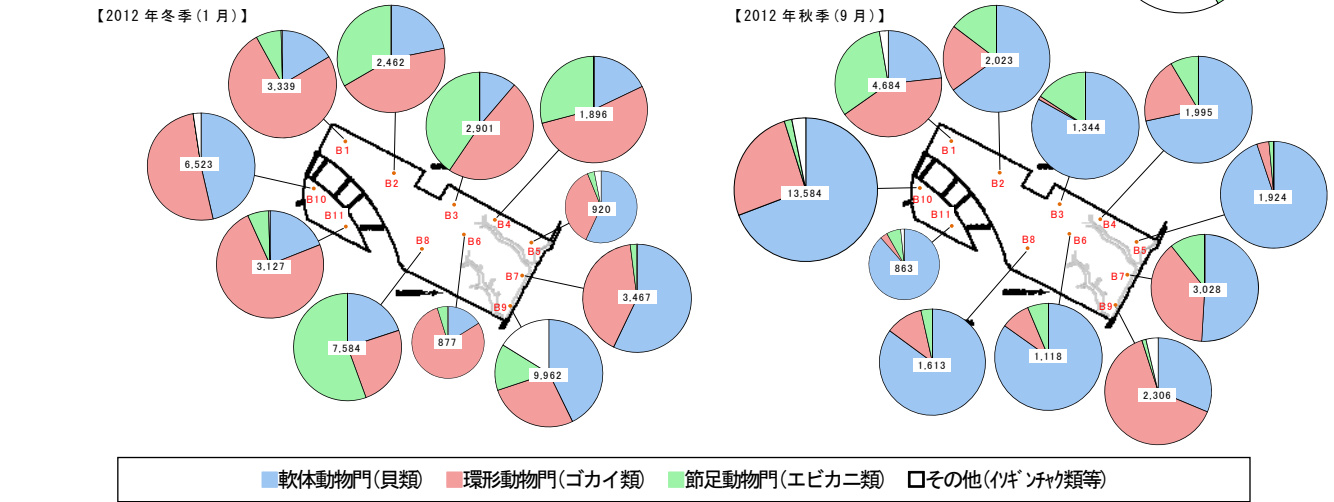 【2012年冬季(1月)】
【2012年秋季(9月)】
2,462
3,339
2,901
1,896
6,523
920
3,127
3,467
7,584
877
9,962
B1
B2
B10
B11
B3
B4
B8
B6
B5
B7
B9
2,023
4,684
1,344
1,995
13,584
1,924
863
3,028
1,613
1,118
2,306
B1
B2
B10
B11
B3
B4
B8
B6
B5
B7
B9
軟体動物門(貝類) 環形動物門(ゴカイ類) 節足動物門(エビカニ類) その他(イソギンチャク類等)